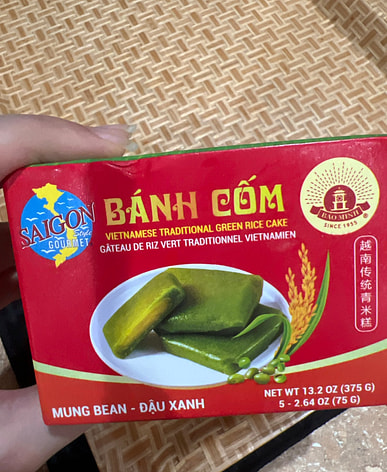 SAIGON
Style
GOURMET
BÁNH CỐM
VIETNAMESE TRADITIONAL GREEN RICE CAKE
GÂTEAU DE RIZ VERT TRADITIONNEL VIETNAMIEN
BAO MINH
SINCE 1955
®
越南传统青米糕
MUNG BEAN - ĐẬU XANH
NET WT 13.2 OZ (375 G)
5 - 2.64 OZ (75 G)